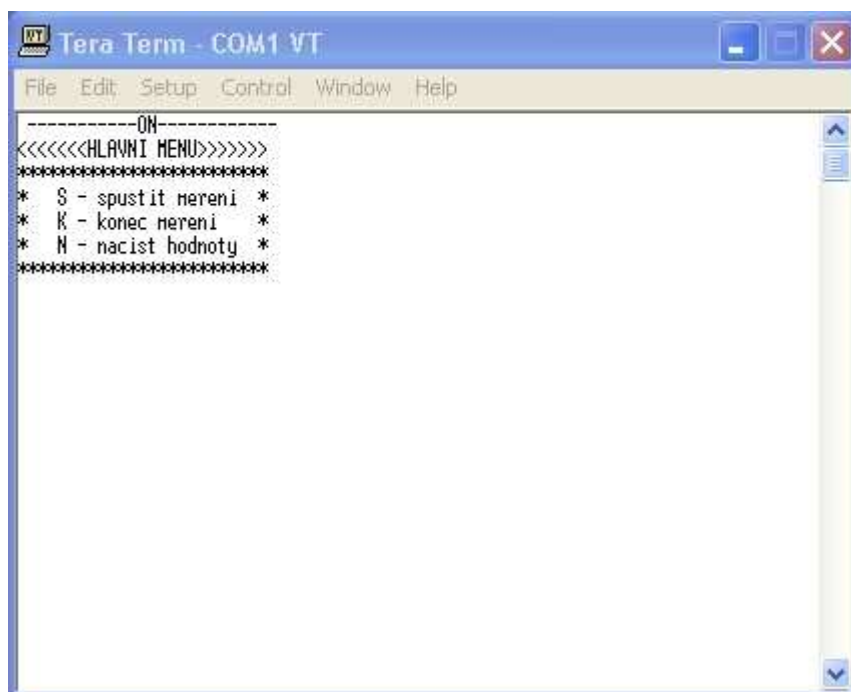 Tera Term - COM1 VT
File Edit Setup Control Window Help
-----------ON------------
<<<<<<<HLAVNI MENU>>>>>>>
*************************
*   S - spustit mereni  *
*   K - konec mereni    *
*   N - nacist hodnoty  *
*************************